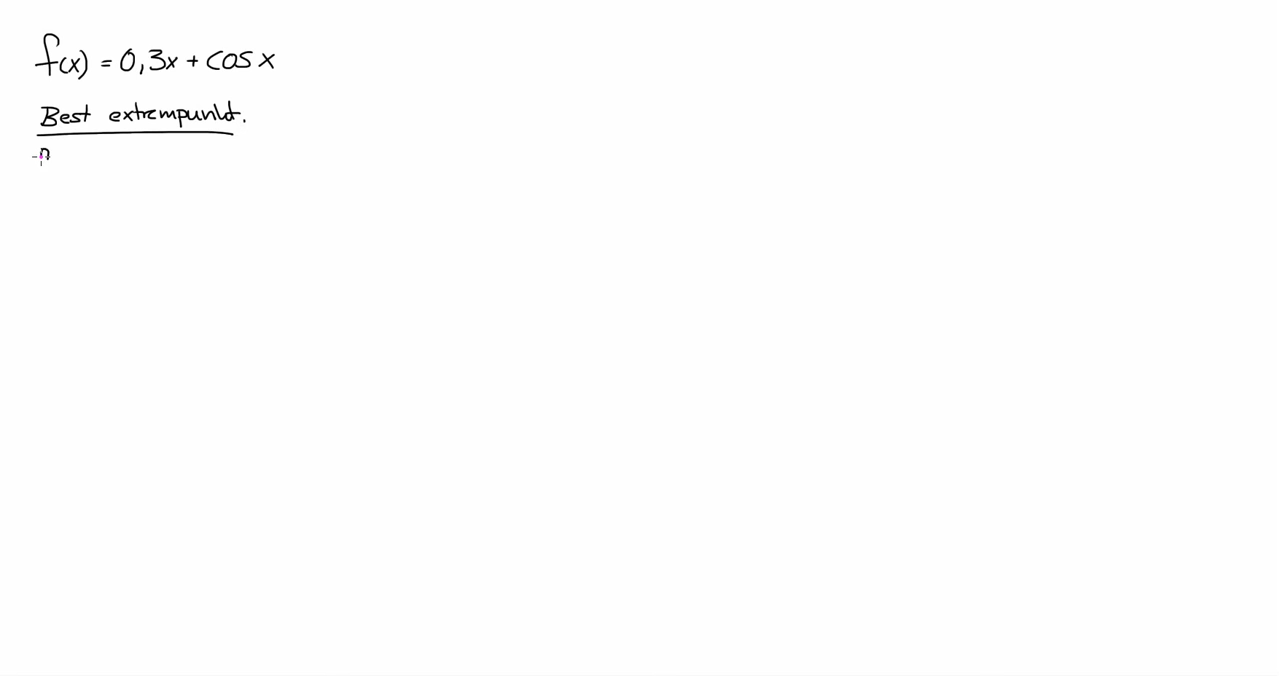 f(x) = 0,3x + cos x
Best extrempunkt.